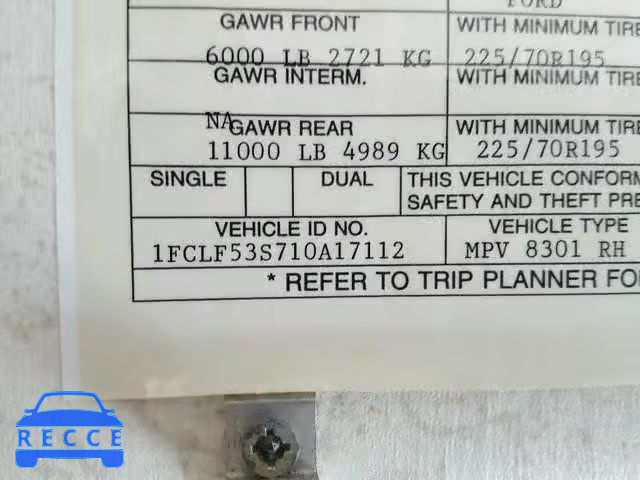 FORD
GAWR FRONT WITH MINIMUM TIRE
6000 LB 2721 KG 225/70R195
GAWR INTERM. WITH MINIMUM TIRE
NA
GAWR REAR WITH MINIMUM TIRE
11000 LB 4989 KG 225/70R195
SINGLE DUAL THIS VEHICLE CONFORM
SAFETY AND THEFT PRE
VEHICLE ID NO. VEHICLE TYPE
1FCLF53S710A17112 MPV 8301 RH
* REFER TO TRIP PLANNER FO
RECCE